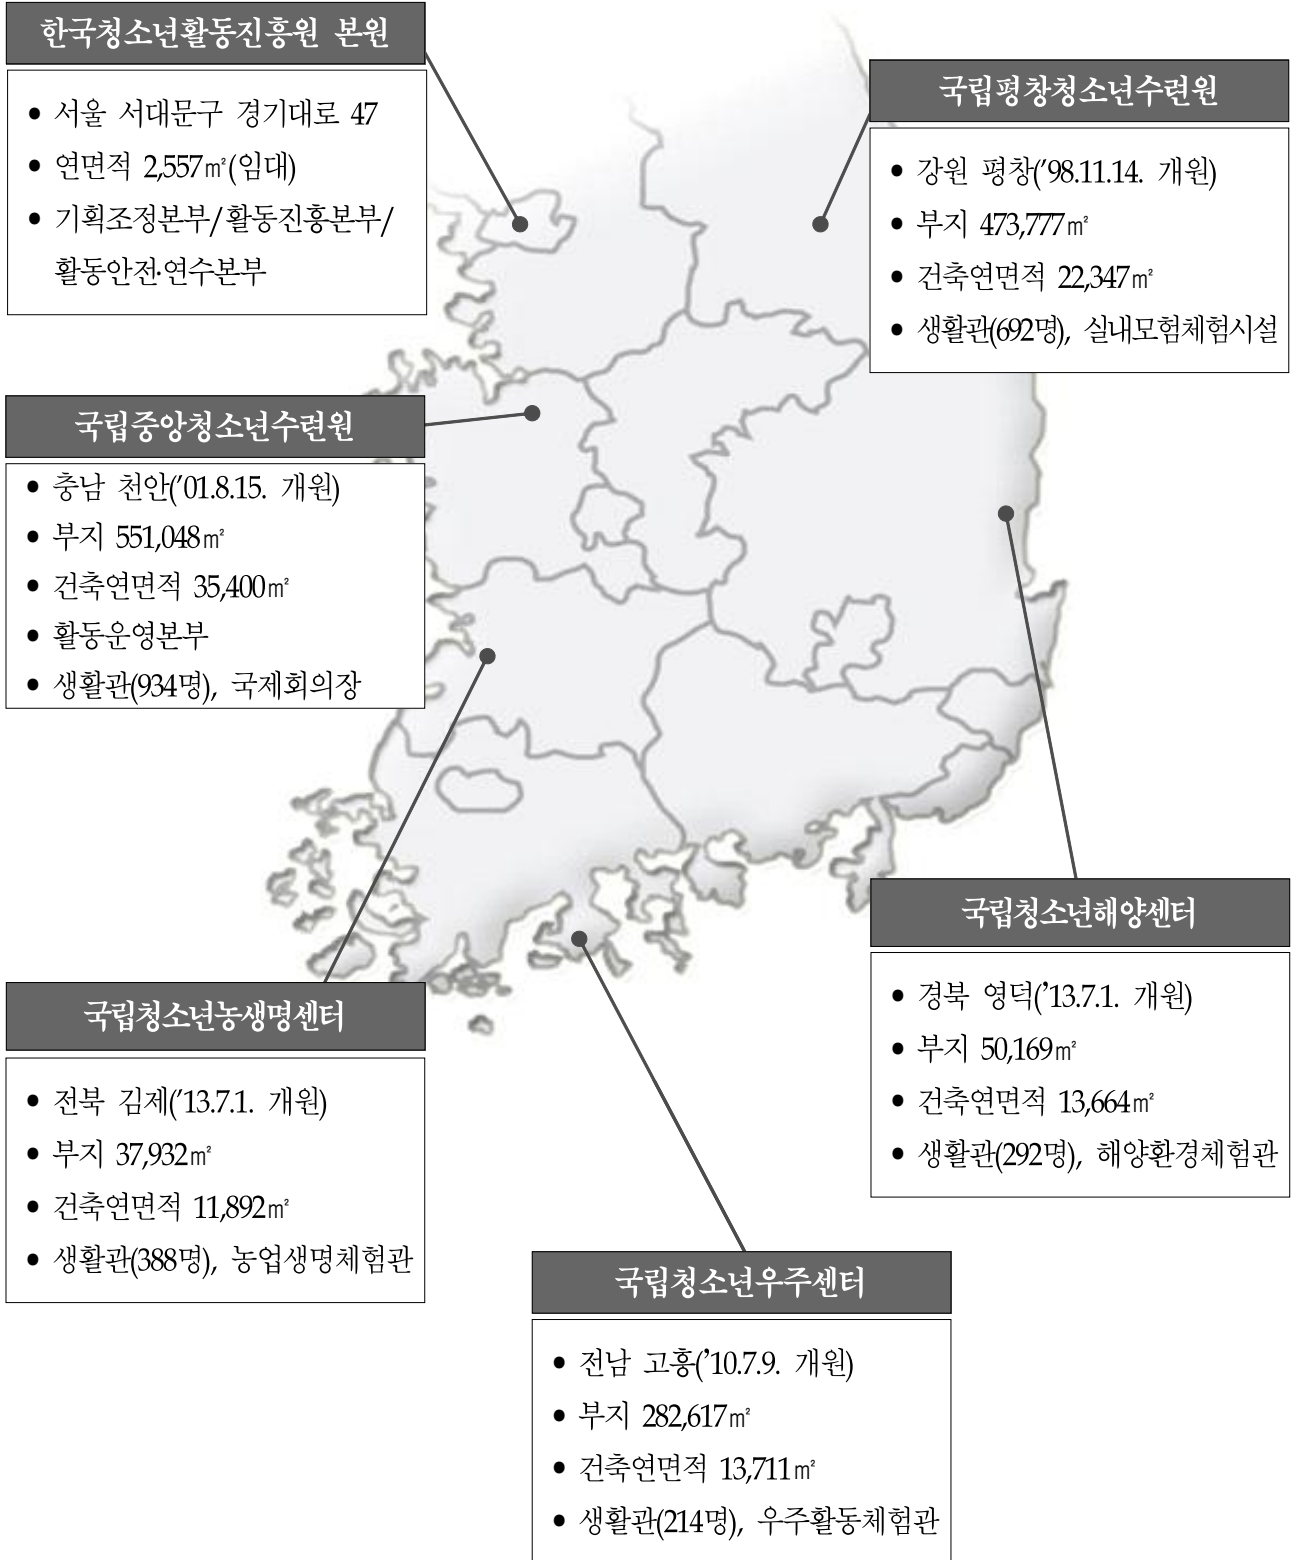 한국청소년활동진흥원 본원
• 서울 서대문구 경기대로 47
• 연면적 2,557㎡(임대)
• 기획조정본부/활동진흥본부/
활동안전·연수본부
국립평창청소년수련원
• 강원 평창('98.11.14. 개원)
• 부지 473,777㎡
• 건축연면적 22,347㎡
• 생활관(692명), 실내모험체험시설
국립중앙청소년수련원
• 충남 천안('01.8.15. 개원)
• 부지 551,048㎡
• 건축연면적 35,400㎡
• 활동운영본부
• 생활관(934명), 국제회의장
국립청소년해양센터
• 경북 영덕('13.7.1. 개원)
• 부지 50,169㎡
• 건축연면적 13,664㎡
• 생활관(292명), 해양환경체험관
국립청소년농생명센터
• 전북 김제('13.7.1. 개원)
• 부지 37,932㎡
• 건축연면적 11,892㎡
• 생활관(388명), 농업생명체험관
국립청소년우주센터
• 전남 고흥('10.7.9. 개원)
• 부지 282,617㎡
• 건축연면적 13,711㎡
• 생활관(214명), 우주활동체험관